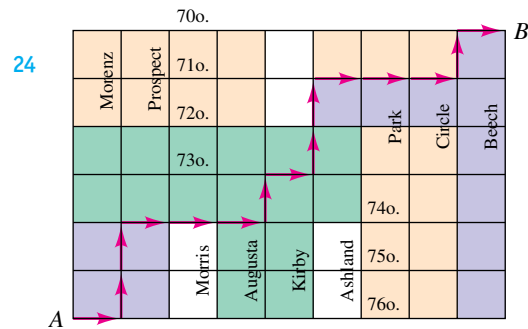 70o.
B
24
71o.
Morenz
Prospect
72o.
Park
Circle
Beech
73o.
74o.
Morris
Augusta
Kirby
Ashland
75o.
76o.
A